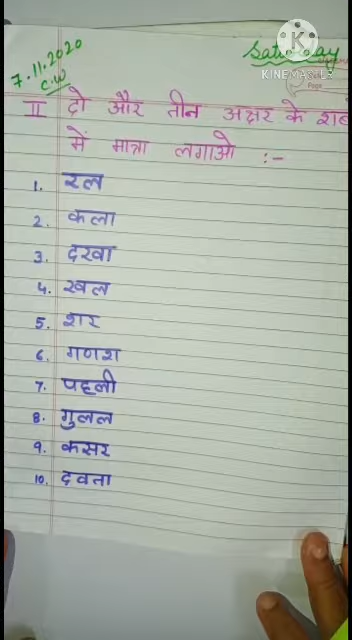 7.11.2020
C.W
Saturday
KINEMASTER
Page
II दो और तीन अक्षर के शब्द
में मात्रा लगाओ :-
1. रल
2. कला
3. दखा
4. खल
5. शर
6. गणश
7. पहली
8. गुलल
9. कसर
10. दवता